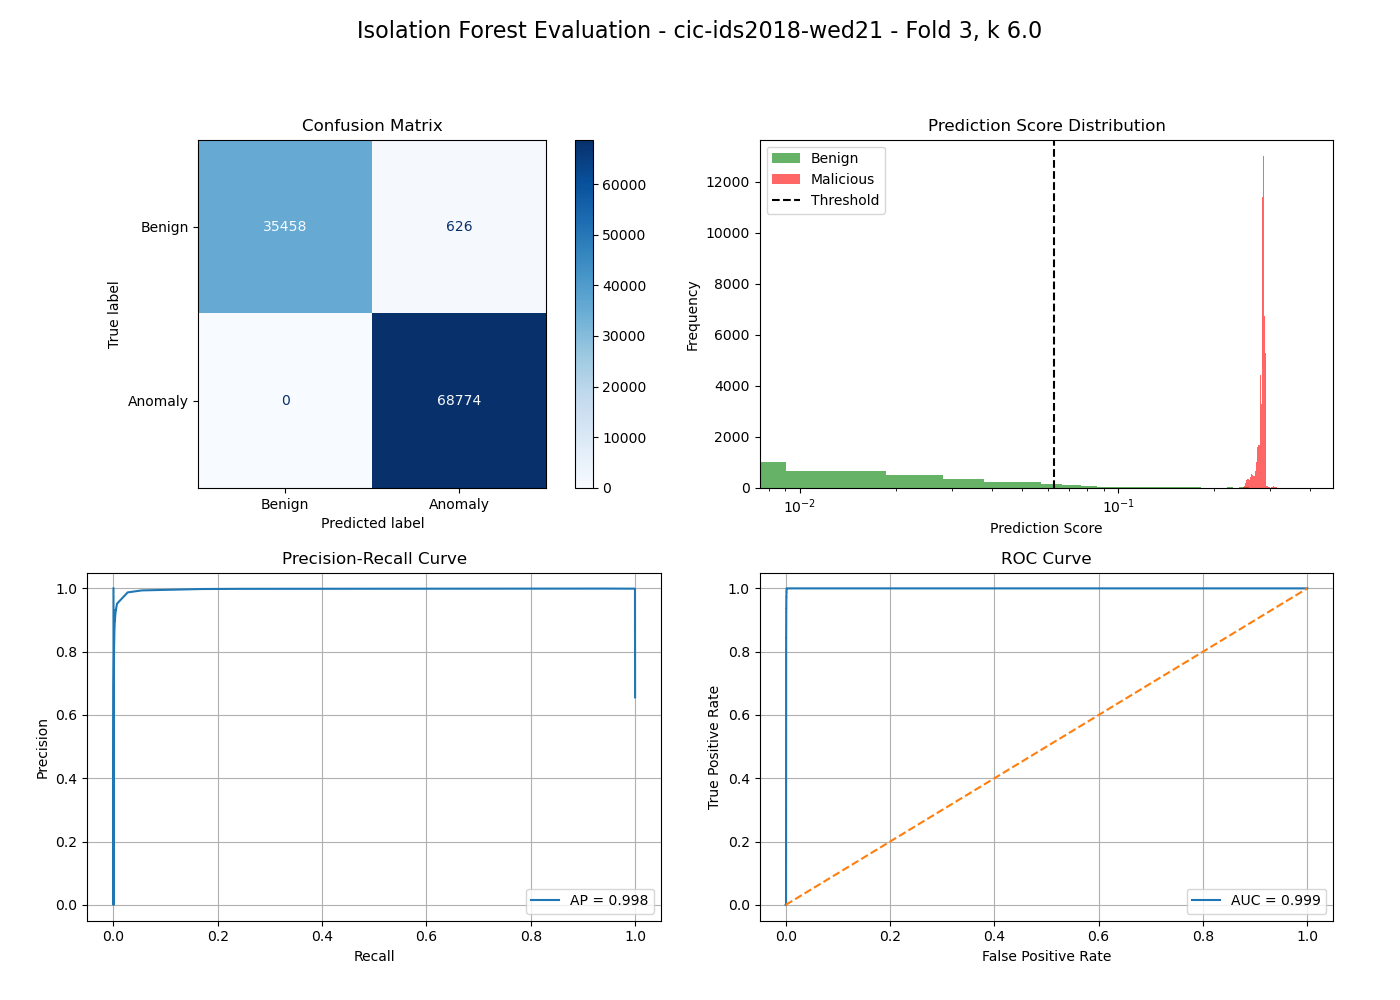 Isolation Forest Evaluation - cic-ids2018-wed21 - Fold 3, k 6.0
Confusion Matrix
True label
Benign
Anomaly
35458
626
0
68774
Benign
Anomaly
Predicted label
60000
50000
40000
30000
20000
10000
0
Prediction Score Distribution
Frequency
12000
10000
8000
6000
4000
2000
0
Benign
Malicious
Threshold
10⁻²
10⁻¹
Prediction Score
Precision-Recall Curve
Precision
1.0
0.8
0.6
0.4
0.2
0.0
AP = 0.998
0.0
0.2
0.4
0.6
0.8
1.0
Recall
ROC Curve
True Positive Rate
1.0
0.8
0.6
0.4
0.2
0.0
AUC = 0.999
0.0
0.2
0.4
0.6
0.8
1.0
False Positive Rate